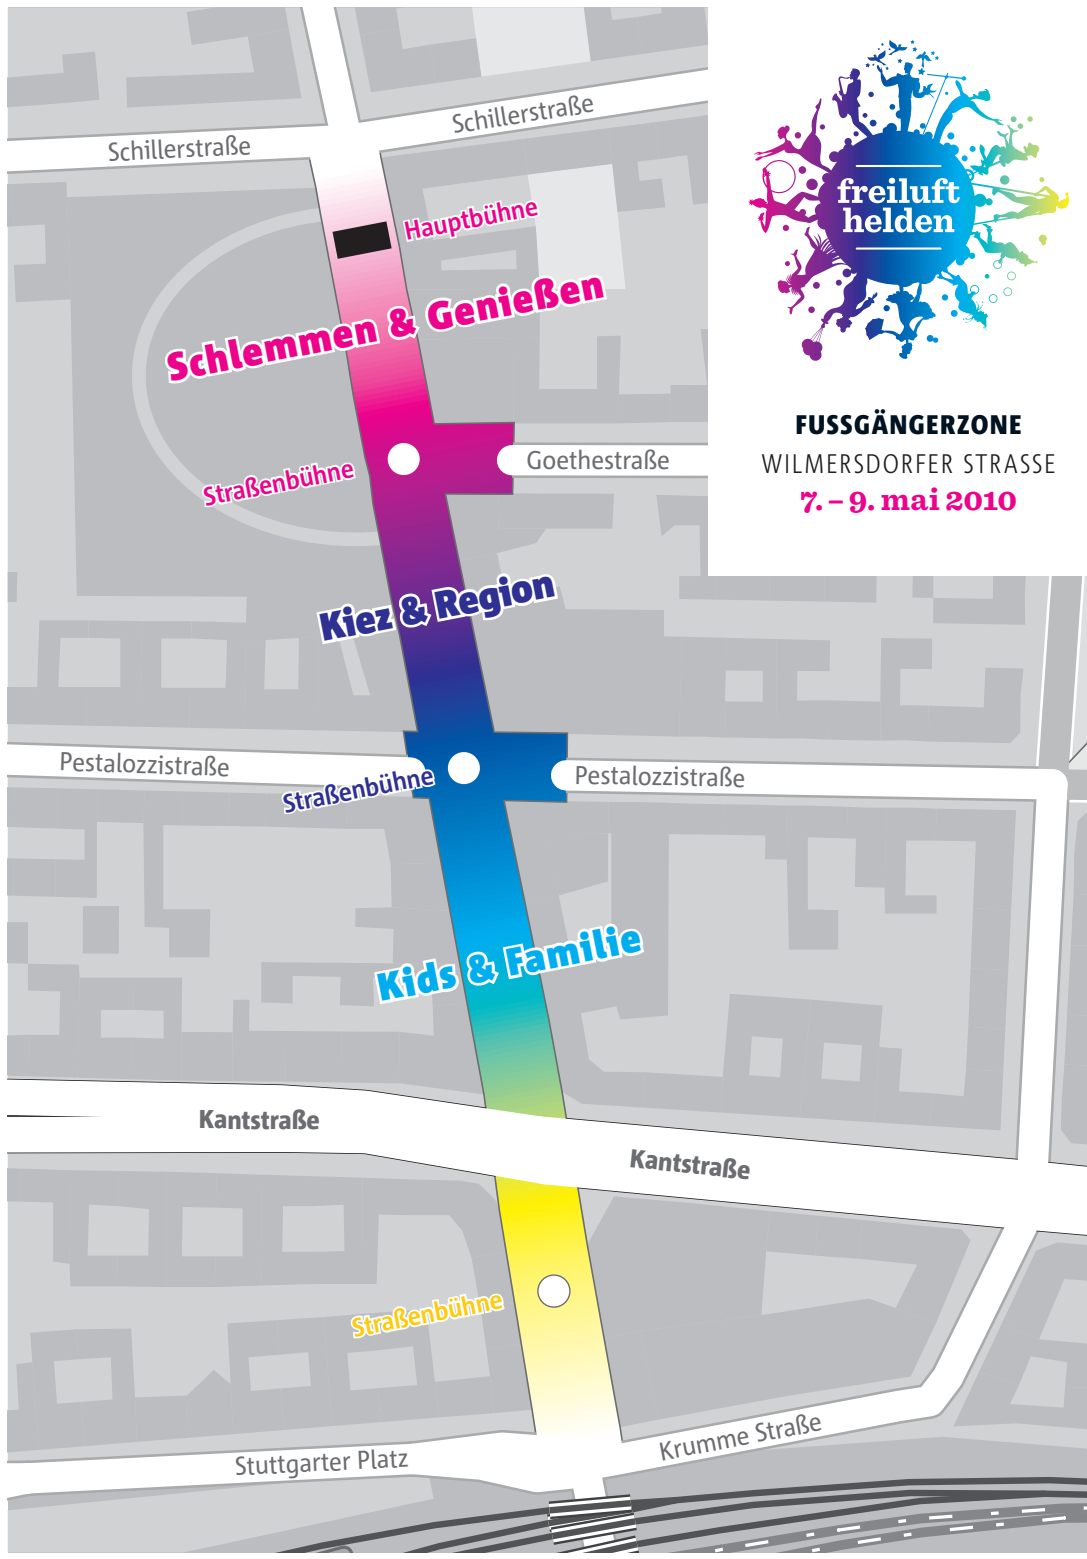 Schillerstraße
Schillerstraße
Hauptbühne
Schlemmen & Genießen
Straßenbühne
Goethestraße
Kiez & Region
Pestalozzistraße
Straßenbühne
Pestalozzistraße
Kids & Familie
Kantstraße
Kantstraße
Straßenbühne
Stuttgarter Platz
Krumme Straße
freiluft
helden
FUSSGÄNGERZONE
WILMERSDORFER STRASSE
7. – 9. mai 2010